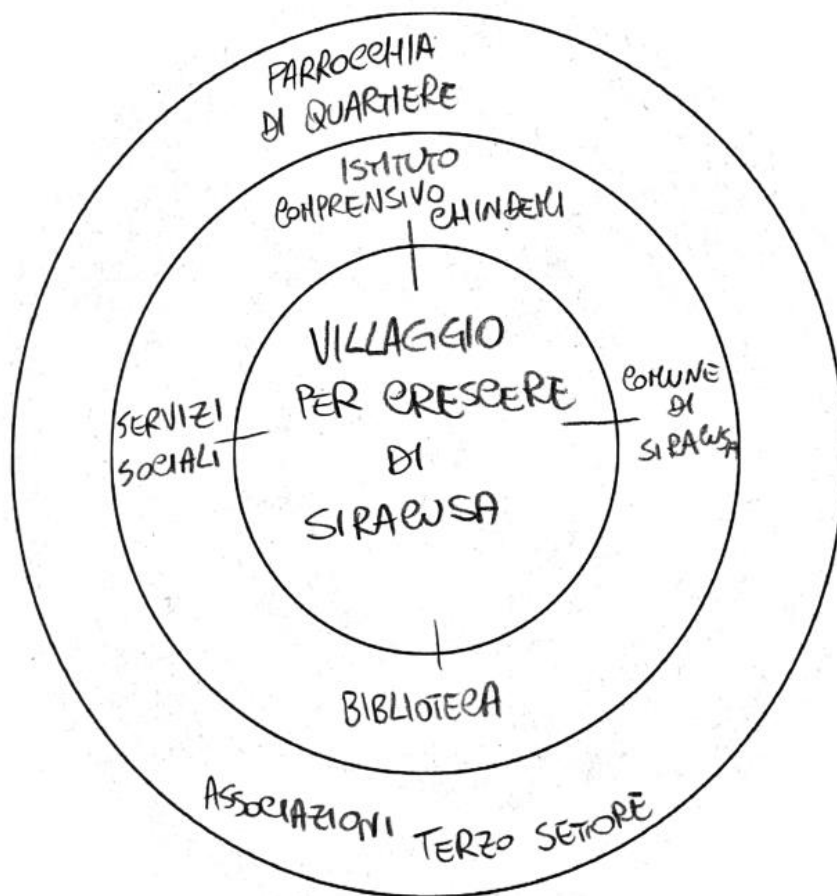 PARROCCHIA
DI QUARTIERE
ISTITUTO
COMPRENSIVO CHINDEMI
VILLAGGIO
PER CRESCERE
DI
SIRACUSA
SERVIZI
SOCIALI
COMUNE
DI
SIRACUSA
BIBLIOTECA
ASSOCIAZIONI TERZO SETTORE